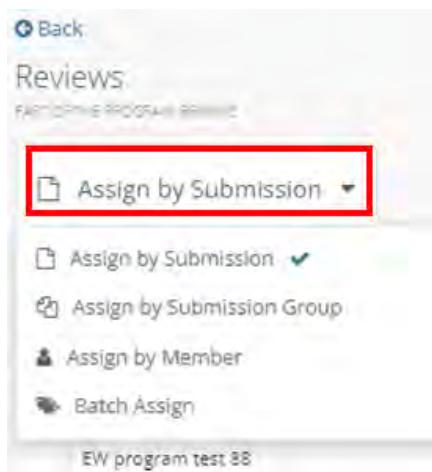 Back
Reviews
Assign by Submission
Assign by Submission
Assign by Submission Group
Assign by Member
Batch Assign
EW program test 88